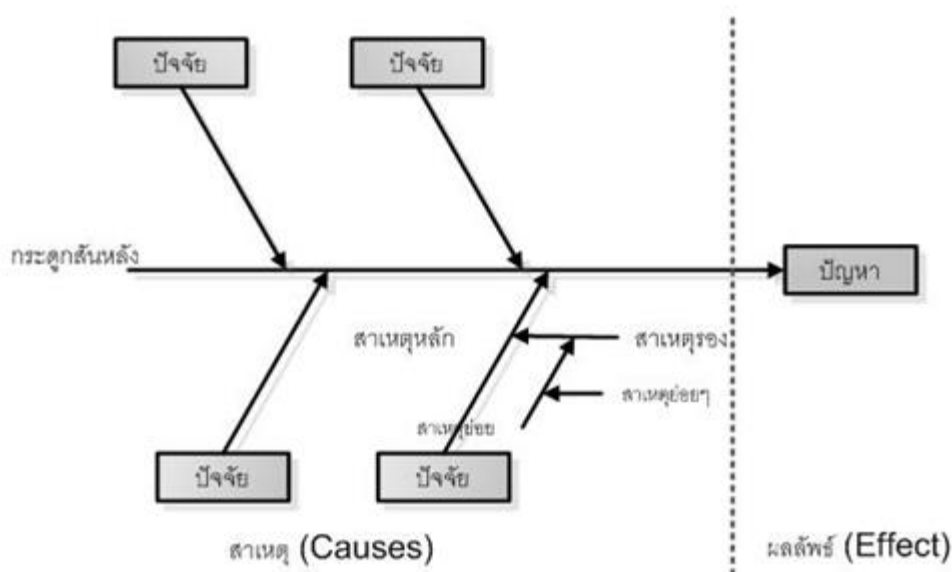 ปัจจัย
ปัจจัย
กระดูกสันหลัง
ปัญหา
สาเหตุหลัก
สาเหตุรอง
สาเหตุย่อยๆ
สาเหตุย่อย
ปัจจัย
ปัจจัย
สาเหตุ (Causes)
ผลลัพธ์ (Effect)